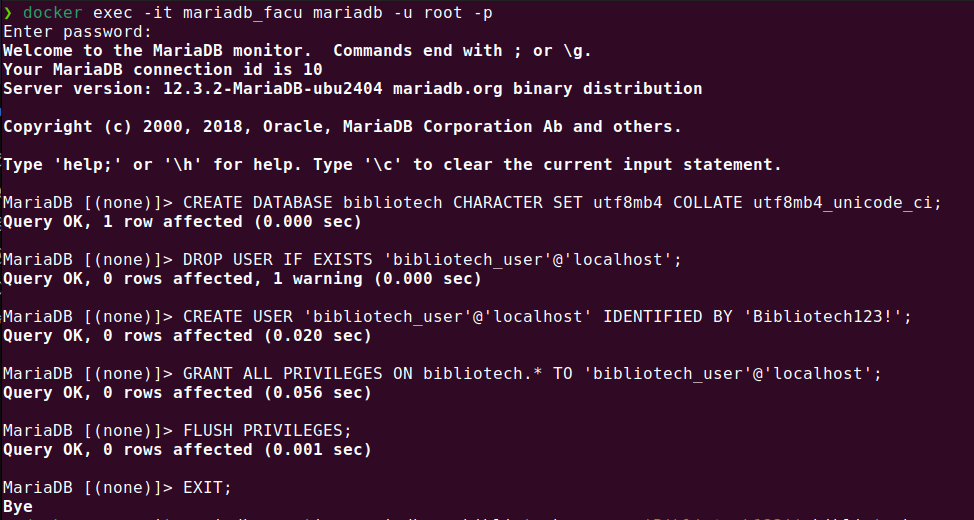 ❯ docker exec -it mariadb_facu mariadb -u root -p
Enter password:
Welcome to the MariaDB monitor.  Commands end with ; or \g.
Your MariaDB connection id is 10
Server version: 12.3.2-MariaDB-ubu2404 mariadb.org binary distribution

Copyright (c) 2000, 2018, Oracle, MariaDB Corporation Ab and others.

Type 'help;' or '\h' for help. Type '\c' to clear the current input statement.

MariaDB [(none)]> CREATE DATABASE bibliotech CHARACTER SET utf8mb4 COLLATE utf8mb4_unicode_ci;
Query OK, 1 row affected (0.000 sec)

MariaDB [(none)]> DROP USER IF EXISTS 'bibliotech_user'@'localhost';
Query OK, 0 rows affected, 1 warning (0.000 sec)

MariaDB [(none)]> CREATE USER 'bibliotech_user'@'localhost' IDENTIFIED BY 'Bibliotech123!';
Query OK, 0 rows affected (0.020 sec)

MariaDB [(none)]> GRANT ALL PRIVILEGES ON bibliotech.* TO 'bibliotech_user'@'localhost';
Query OK, 0 rows affected (0.056 sec)

MariaDB [(none)]> FLUSH PRIVILEGES;
Query OK, 0 rows affected (0.001 sec)

MariaDB [(none)]> EXIT;
Bye